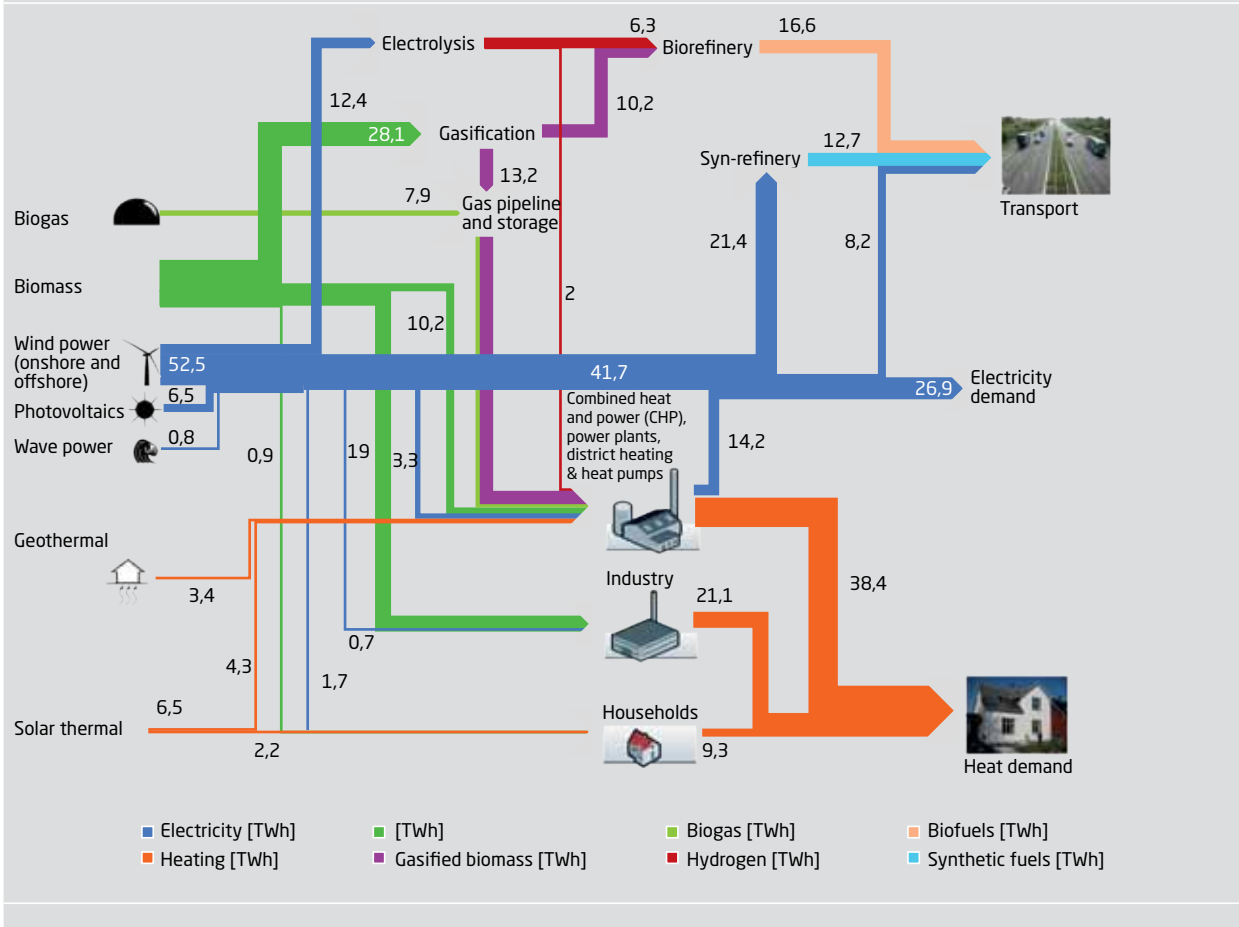 6,3
16,6
Electrolysis
Biorefinery
12,4
10,2
28,1
Gasification
12,7
Syn-refinery
13,2
7,9
Gas pipeline
and storage
Transport
Biogas
21,4
8,2
Biomass
2
10,2
Wind power
(onshore and
offshore)
52,5
41,7
26,9
Electricity
demand
6,5
Photovoltaics
Combined heat
and power (CHP),
power plants,
district heating
& heat pumps
0,8
Wave power
0,9
19
3,3
14,2
Geothermal
3,4
Industry
21,1
38,4
0,7
4,3
1,7
6,5
Solar thermal
2,2
Households
9,3
Heat demand
Electricity [TWh]
[TWh]
Biogas [TWh]
Biofuels [TWh]
Heating [TWh]
Gasified biomass [TWh]
Hydrogen [TWh]
Synthetic fuels [TWh]